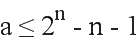 a ≤ 2ⁿ - n - 1